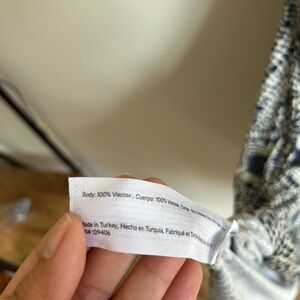 Body: 100% Viscose , Cuerpo: 100% Viscosa,
Made in Turkey, Hecho en Turquía, Fabriqué en
129406